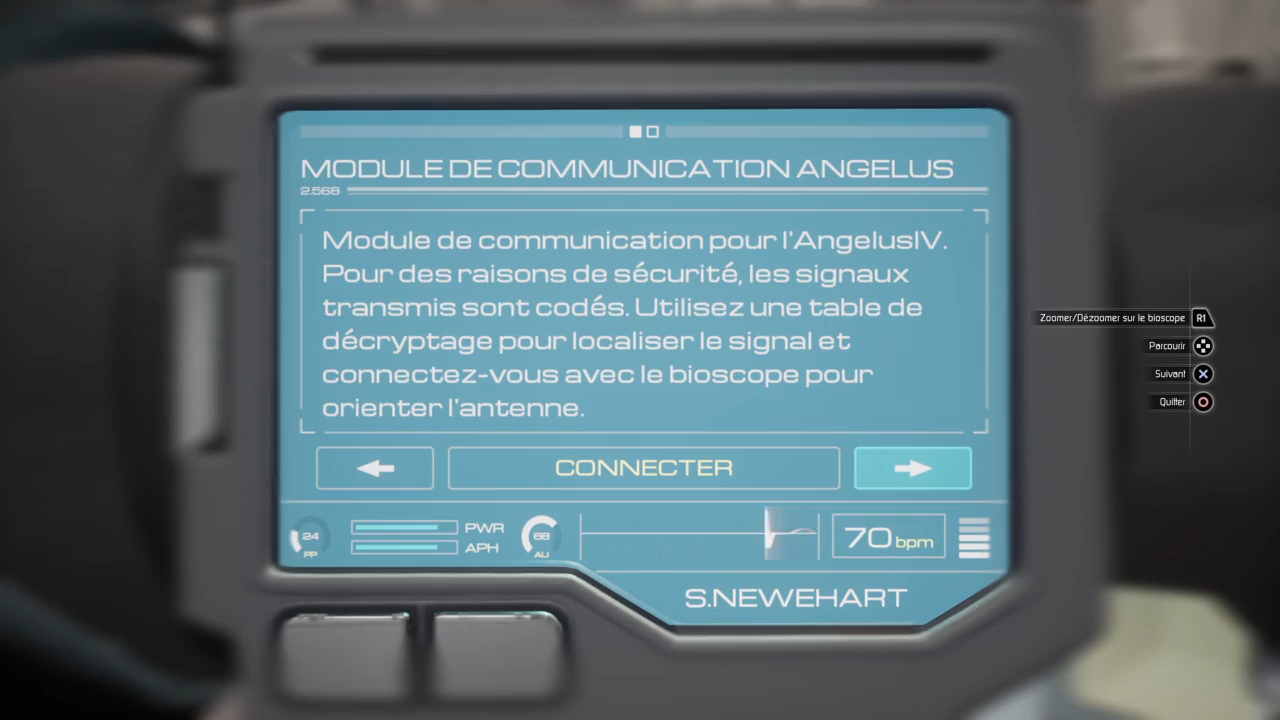 MODULE DE COMMUNICATION ANGELUS
2.568
Module de communication pour l'AngelusIV.
Pour des raisons de sécurité, les signaux
transmis sont codés. Utilisez une table de
décryptage pour localiser le signal et
connectez-vous avec le bioscope pour
orienter l'antenne.
CONNECTER
24
PP
PWR
APH
68
AU
70 bpm
S.NEWEHART
Zoomer/Dézoomer sur le bioscope R1
Parcourir
Suivant
Quitter